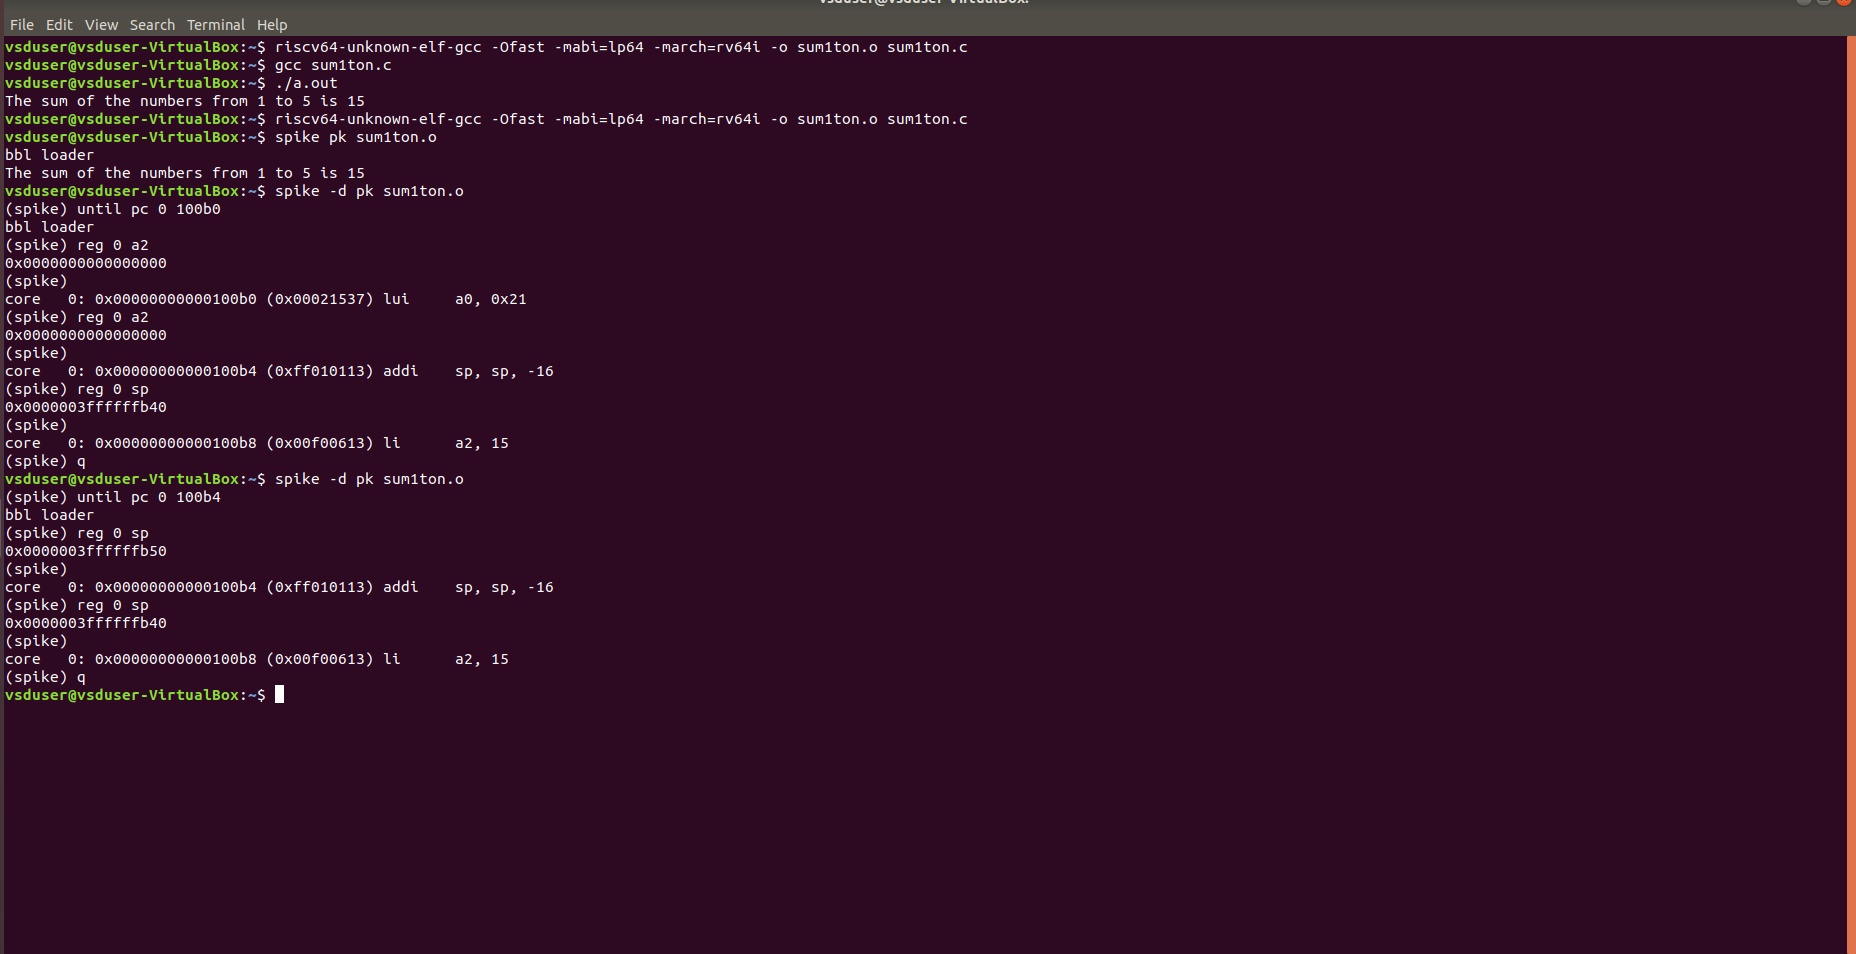 File Edit View Search Terminal Help
vsduser@vsduser-VirtualBox:~$ riscv64-unknown-elf-gcc -Ofast -mabi=lp64 -march=rv64i -o sum1ton.o sum1ton.c
vsduser@vsduser-VirtualBox:~$ gcc sum1ton.c
vsduser@vsduser-VirtualBox:~$ ./a.out
The sum of the numbers from 1 to 5 is 15
vsduser@vsduser-VirtualBox:~$ riscv64-unknown-elf-gcc -Ofast -mabi=lp64 -march=rv64i -o sum1ton.o sum1ton.c
vsduser@vsduser-VirtualBox:~$ spike pk sum1ton.o
bbl loader
The sum of the numbers from 1 to 5 is 15
vsduser@vsduser-VirtualBox:~$ spike -d pk sum1ton.o
(spike) until pc 0 100b0
bbl loader
(spike) reg 0 a2
0x0000000000000000
(spike)
core   0: 0x00000000000100b0 (0x00021537) lui     a0, 0x21
(spike) reg 0 a2
0x0000000000000000
(spike)
core   0: 0x00000000000100b4 (0xff010113) addi    sp, sp, -16
(spike) reg 0 sp
0x0000003ffffffb40
(spike)
core   0: 0x00000000000100b8 (0x00f00613) li      a2, 15
(spike) q
vsduser@vsduser-VirtualBox:~$ spike -d pk sum1ton.o
(spike) until pc 0 100b4
bbl loader
(spike) reg 0 sp
0x0000003ffffffb50
(spike)
core   0: 0x00000000000100b4 (0xff010113) addi    sp, sp, -16
(spike) reg 0 sp
0x0000003ffffffb40
(spike)
core   0: 0x00000000000100b8 (0x00f00613) li      a2, 15
(spike) q
vsduser@vsduser-VirtualBox:~$